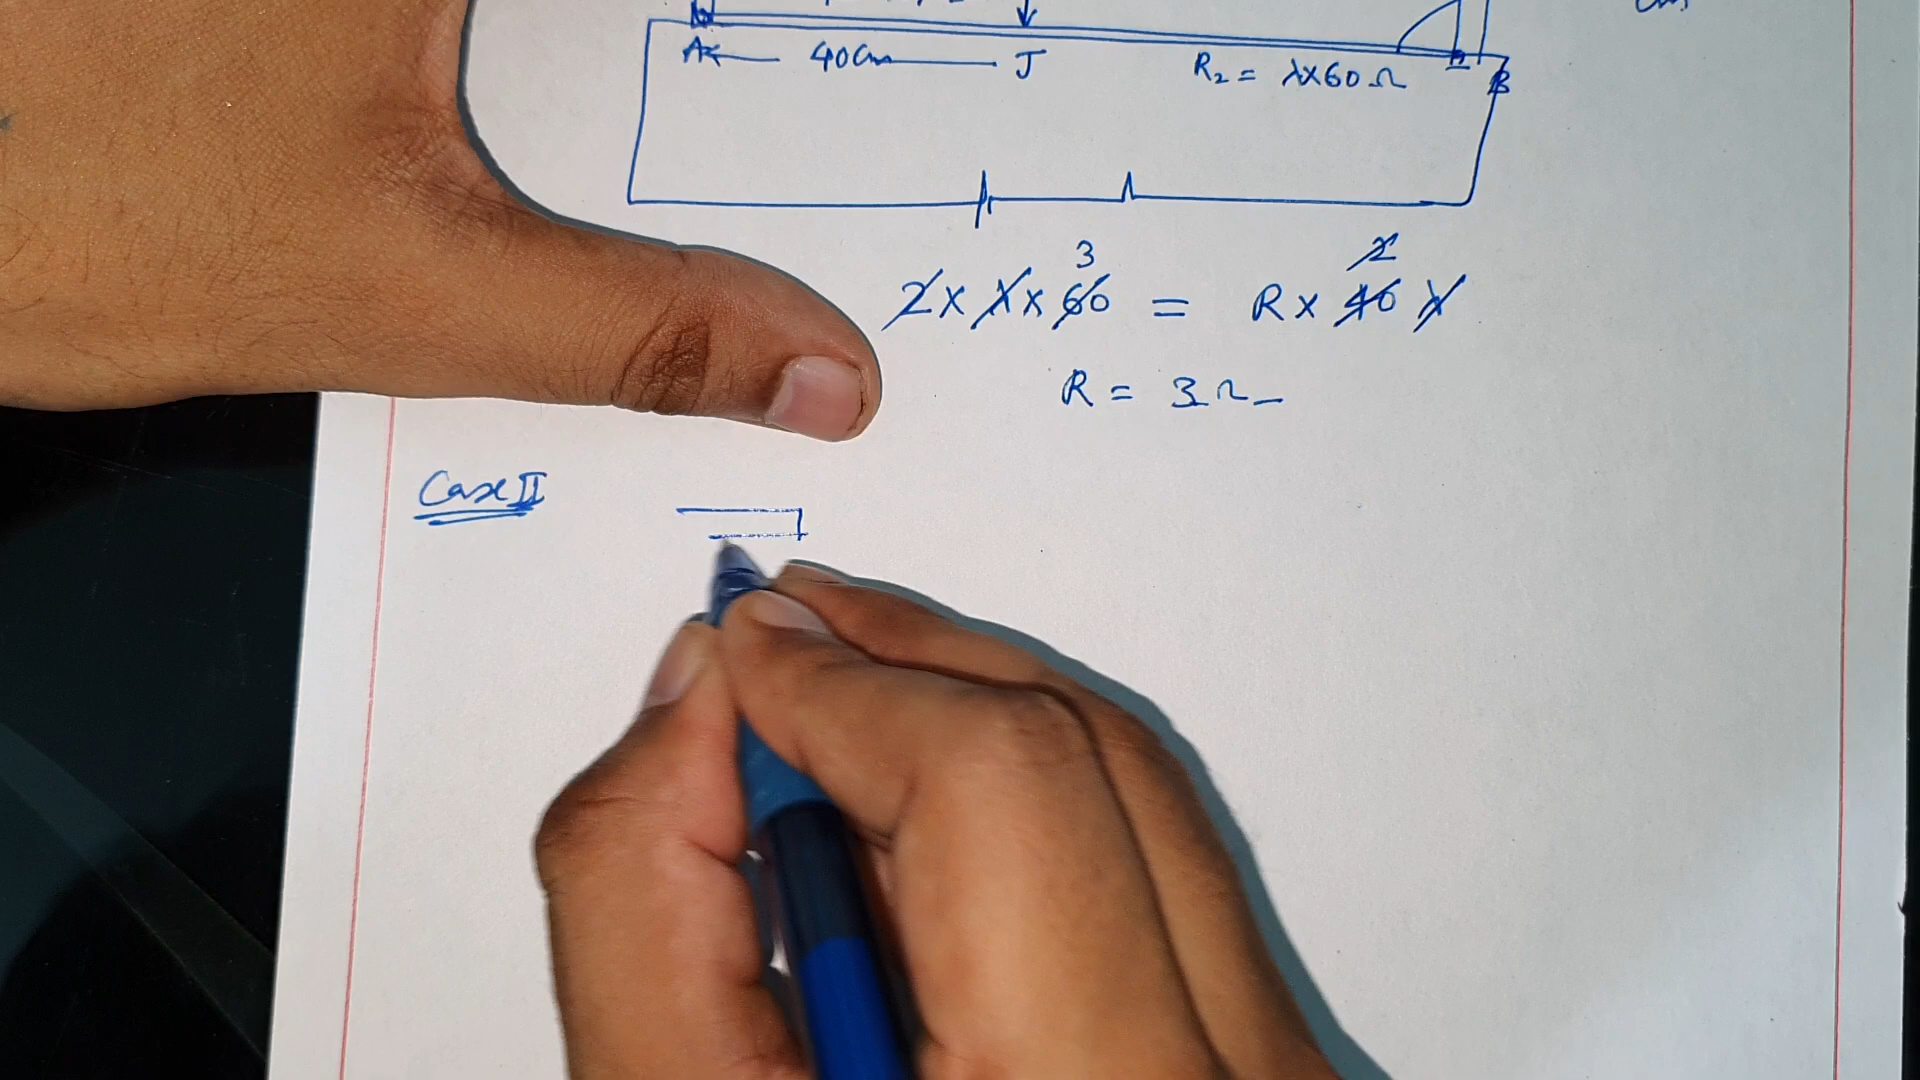 A 40cm J R₂ = λx60 Ω B
3 2
2 x λ x 60 = R x 40 λ
R = 3Ω
Case II